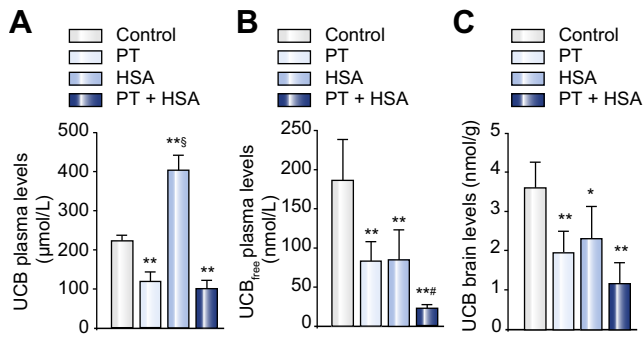 A
Control
PT
HSA
PT + HSA
UCB plasma levels
(µmol/L)
500
400
300
200
100
0
**
**§
**
B
Control
PT
HSA
PT + HSA
UCBfree plasma levels
(nmol/L)
250
200
150
100
50
0
**
**
**#
C
Control
PT
HSA
PT + HSA
UCB brain levels (nmol/g)
5
4
3
2
1
0
**
*
**